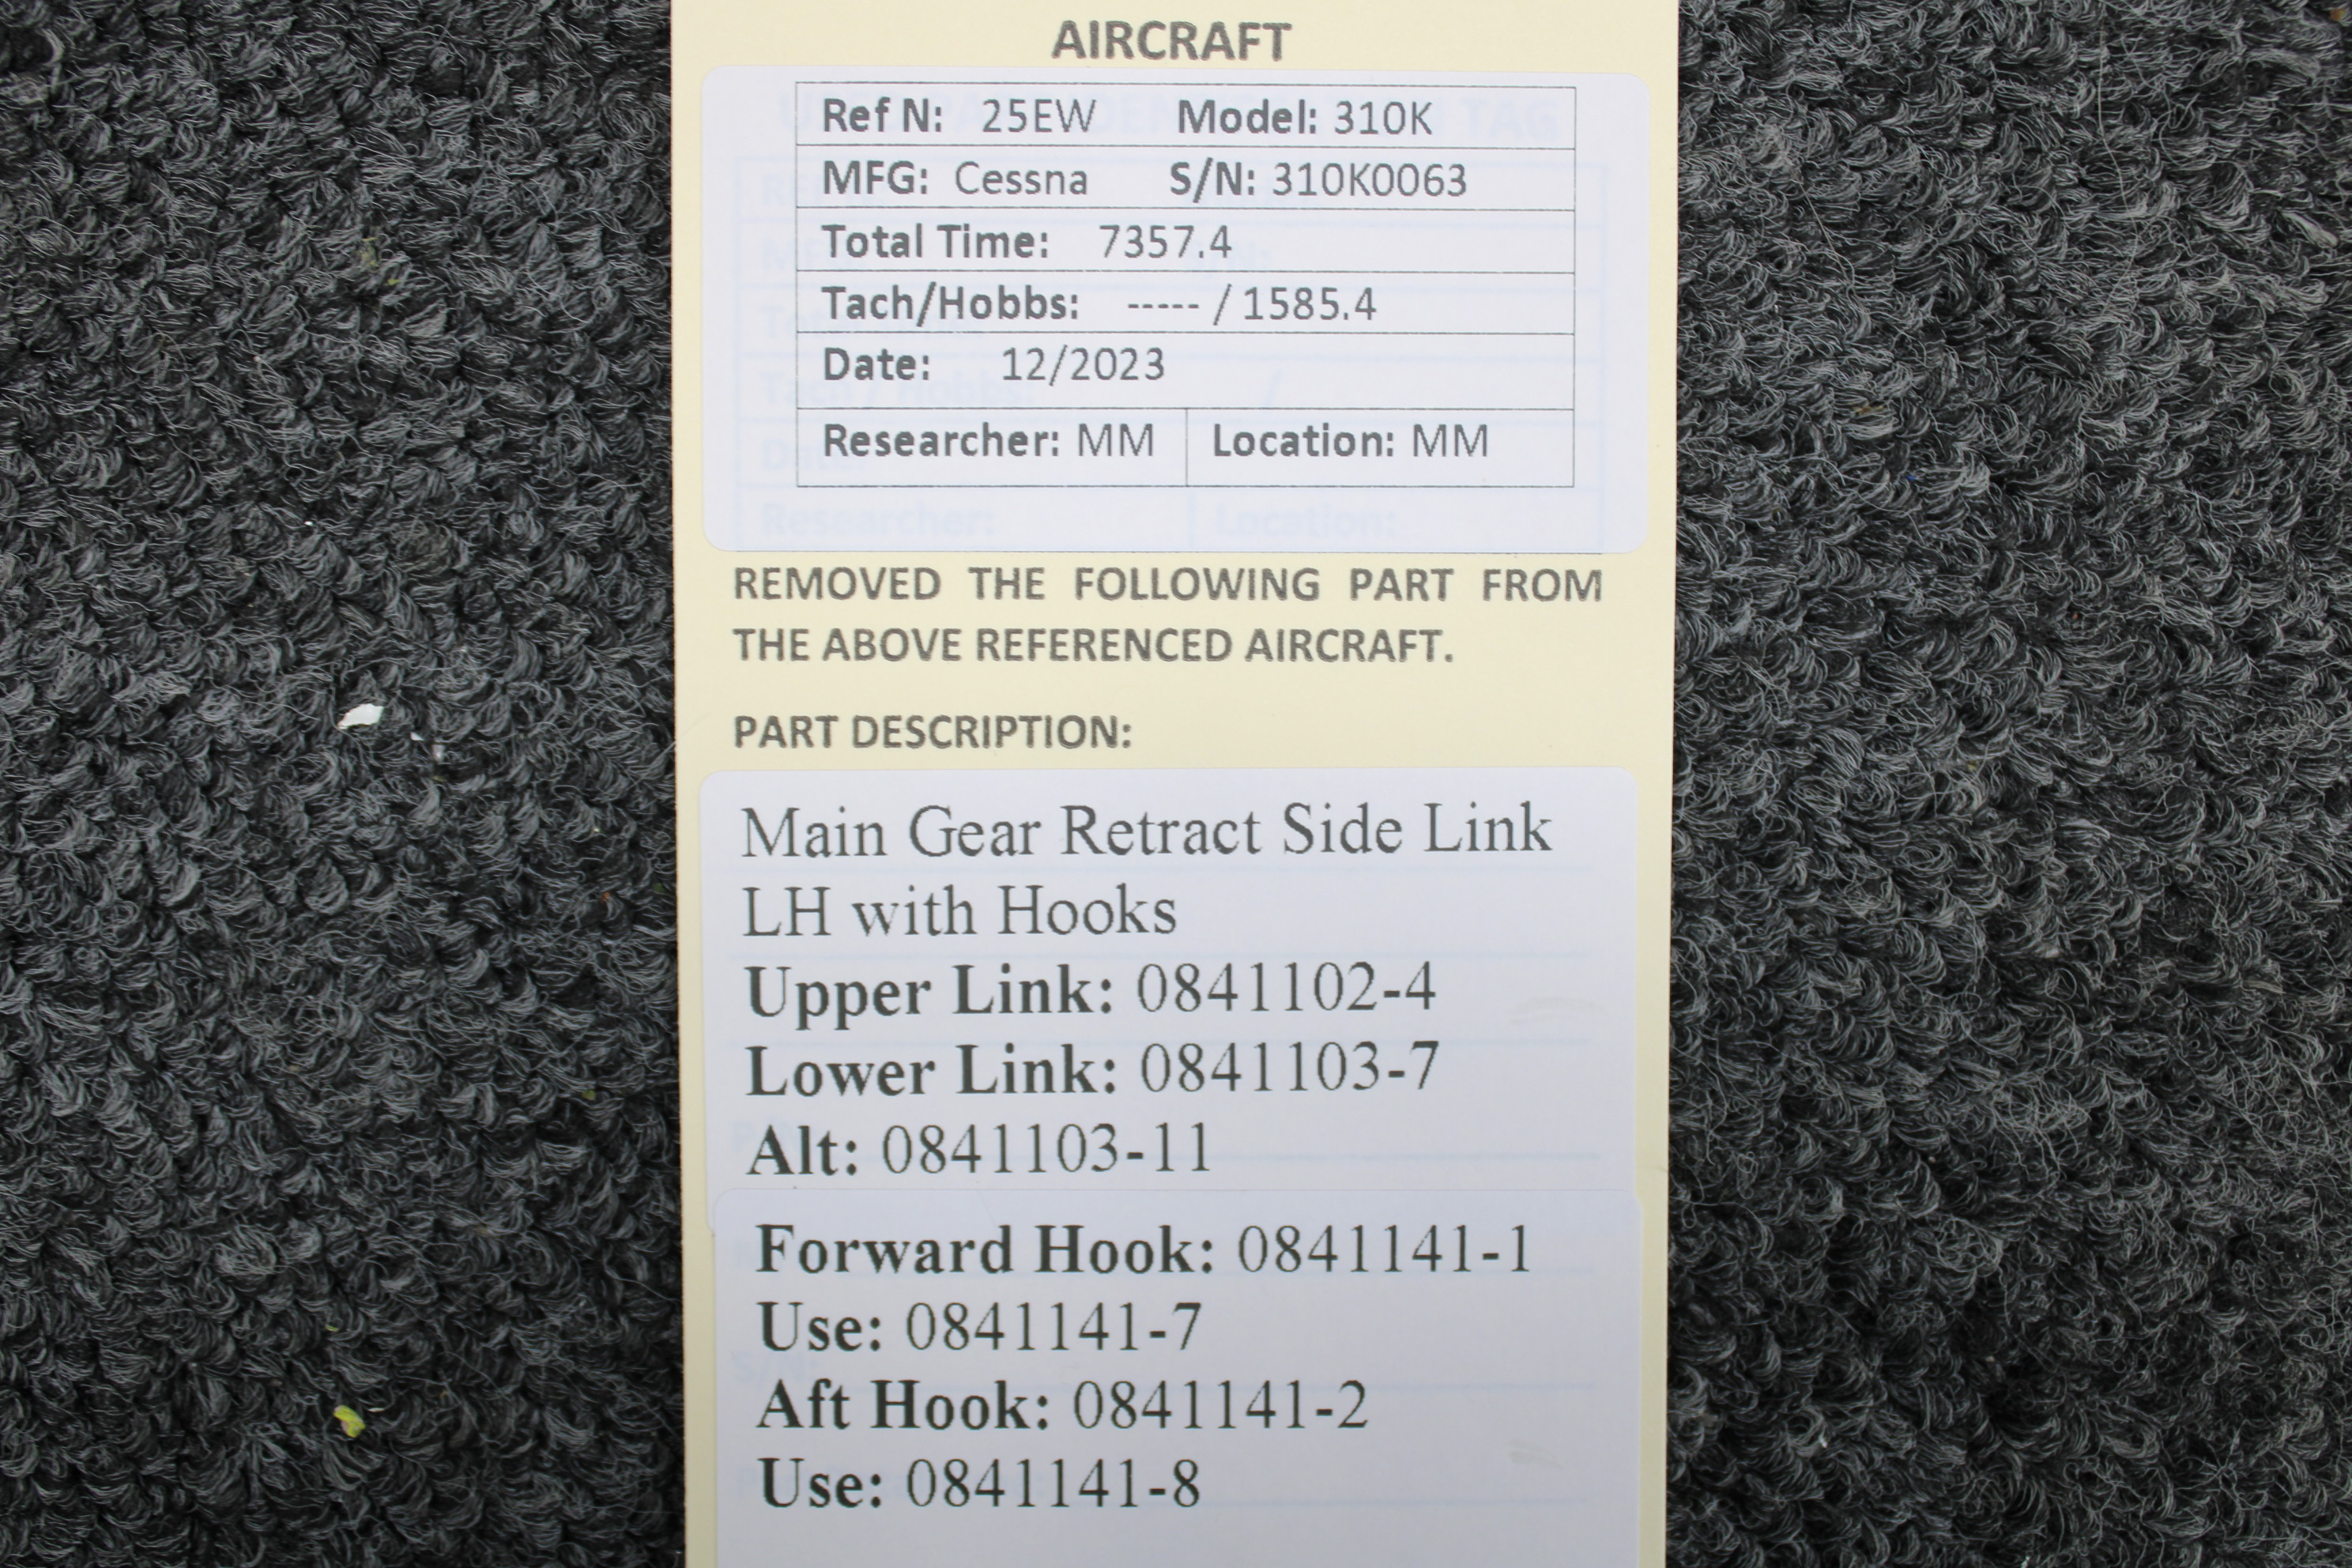 AIRCRAFT
Ref N: 25EW Model: 310K
MFG: Cessna S/N: 310K0063
Total Time: 7357.4
Tach/Hobbs: ----- / 1585.4
Date: 12/2023
Researcher: MM Location: MM
REMOVED THE FOLLOWING PART FROM
THE ABOVE REFERENCED AIRCRAFT.
PART DESCRIPTION:
Main Gear Retract Side Link
LH with Hooks
Upper Link: 0841102-4
Lower Link: 0841103-7
Alt: 0841103-11
Forward Hook: 0841141-1
Use: 0841141-7
Aft Hook: 0841141-2
Use: 0841141-8